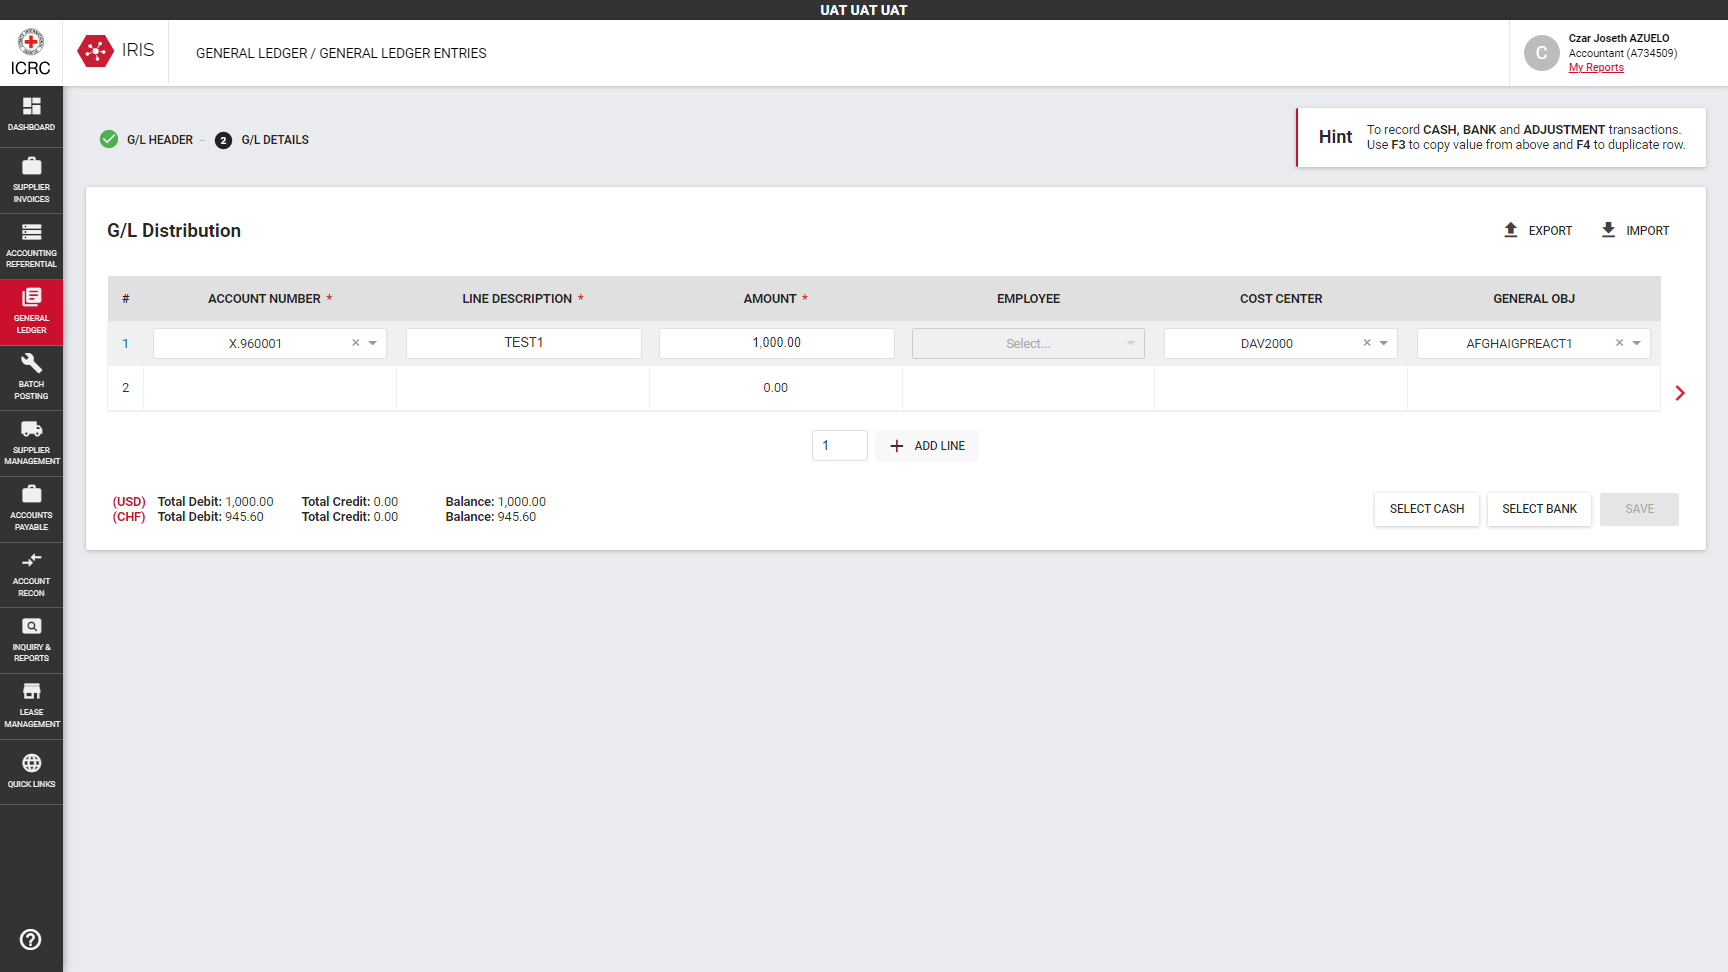 UAT UAT UAT
ICRC
IRIS
GENERAL LEDGER / GENERAL LEDGER ENTRIES
C
Czar Joseth AZUELO
Accountant (A734509)
My Reports
DASHBOARD
SUPPLIER
INVOICES
ACCOUNTING
REFERENTIAL
GENERAL
LEDGER
BATCH
POSTING
SUPPLIER
MANAGEMENT
ACCOUNTS
PAYABLE
ACCOUNT
RECON
INQUIRY &
REPORTS
LEASE
MANAGEMENT
QUICK LINKS
G/L HEADER – 2 G/L DETAILS
Hint
To record CASH, BANK and ADJUSTMENT transactions.
Use F3 to copy value from above and F4 to duplicate row.
G/L Distribution
EXPORT IMPORT
# ACCOUNT NUMBER * LINE DESCRIPTION * AMOUNT * EMPLOYEE COST CENTER GENERAL OBJ
1 X.960001 × TEST1 1,000.00 Select... DAV2000 × AFGHAIGPREACT1 ×
2 0.00
1 + ADD LINE
(USD) Total Debit: 1,000.00 Total Credit: 0.00 Balance: 1,000.00
(CHF) Total Debit: 945.60 Total Credit: 0.00 Balance: 945.60
SELECT CASH SELECT BANK SAVE